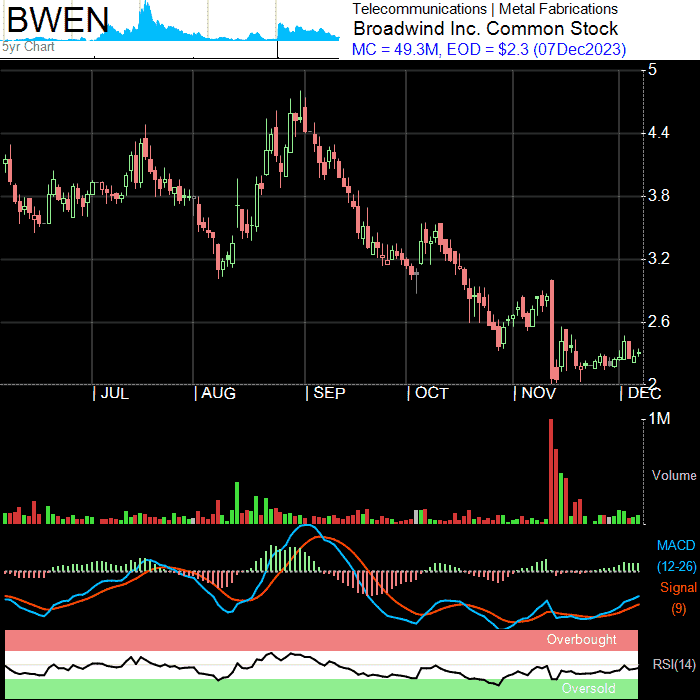 BWEN
5yr Chart
Telecommunications | Metal Fabrications
Broadwind Inc. Common Stock
MC = 49.3M, EOD = $2.3 (07Dec2023)
5
4.4
3.8
3.2
2.6
2
| JUL | AUG | SEP | OCT | NOV | DEC
1M
Volume
MACD
(12-26)
Signal
(9)
Overbought
RSI(14)
Oversold